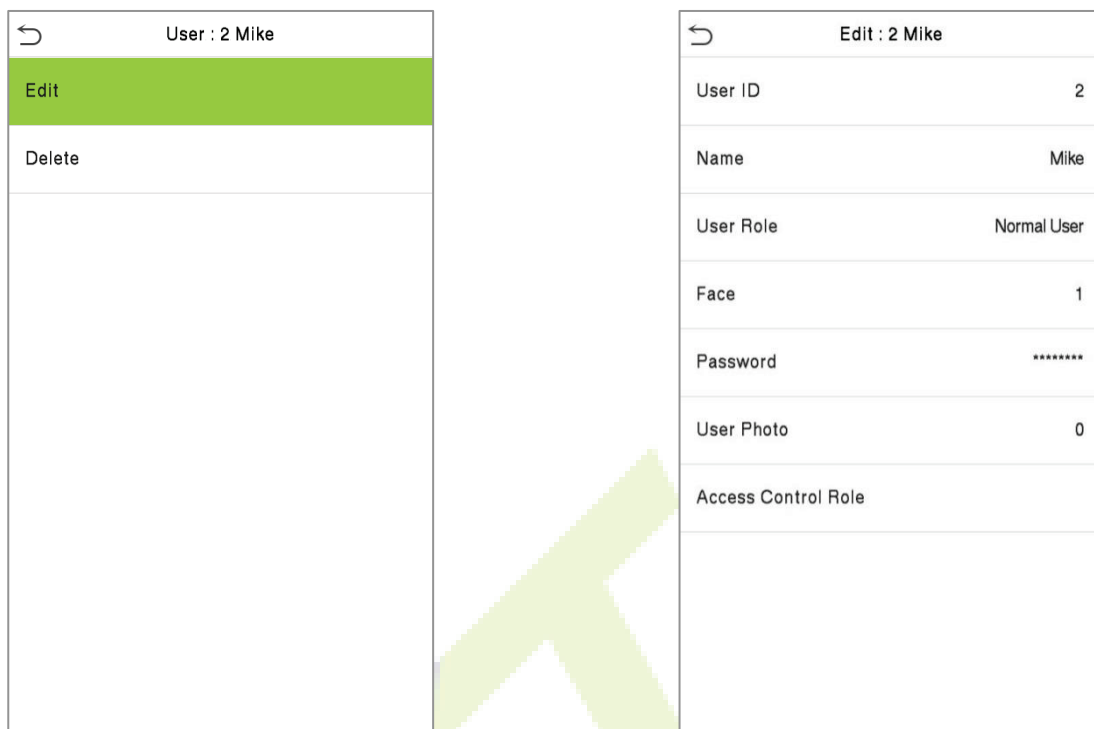 User : 2 Mike
Edit
Delete
Edit : 2 Mike
User ID 2
Name Mike
User Role Normal User
Face 1
Password ********
User Photo 0
Access Control Role